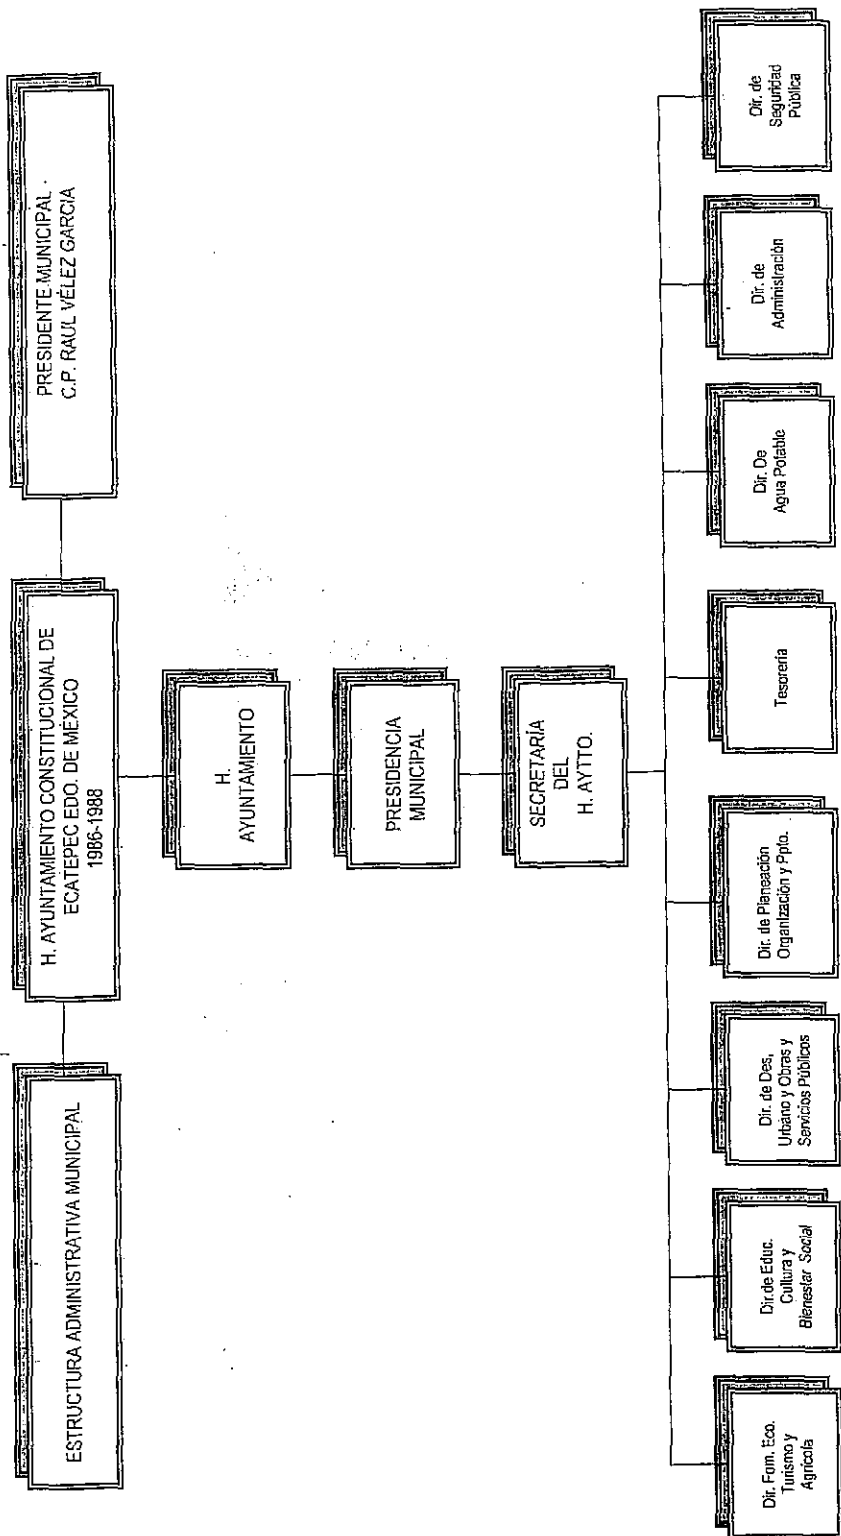 ESTRUCTURA ADMINISTRATIVA MUNICIPAL
H. AYUNTAMIENTO CONSTITUCIONAL DE
ECATEPEC EDO. DE MÉXICO
1986-1988
PRESIDENTE MUNICIPAL
C.P. RAUL VÉLEZ GARCIA
H.
AYUNTAMIENTO
PRESIDENCIA
MUNICIPAL
SECRETARÍA
DEL
H. AYTTO.
Dir. Fom. Eco.
Turismo y
Agrícola
Dir.de Educ.
Cultura y
Bienestar Social
Dir. de Des,
Urbano y Obras y
Servicios Públicos
Dir. de Planeación
Organización y Ppto.
Tesorería
Dir. De
Agua Potable
Dir. de
Administración
Dir. de
Seguridad
Pública